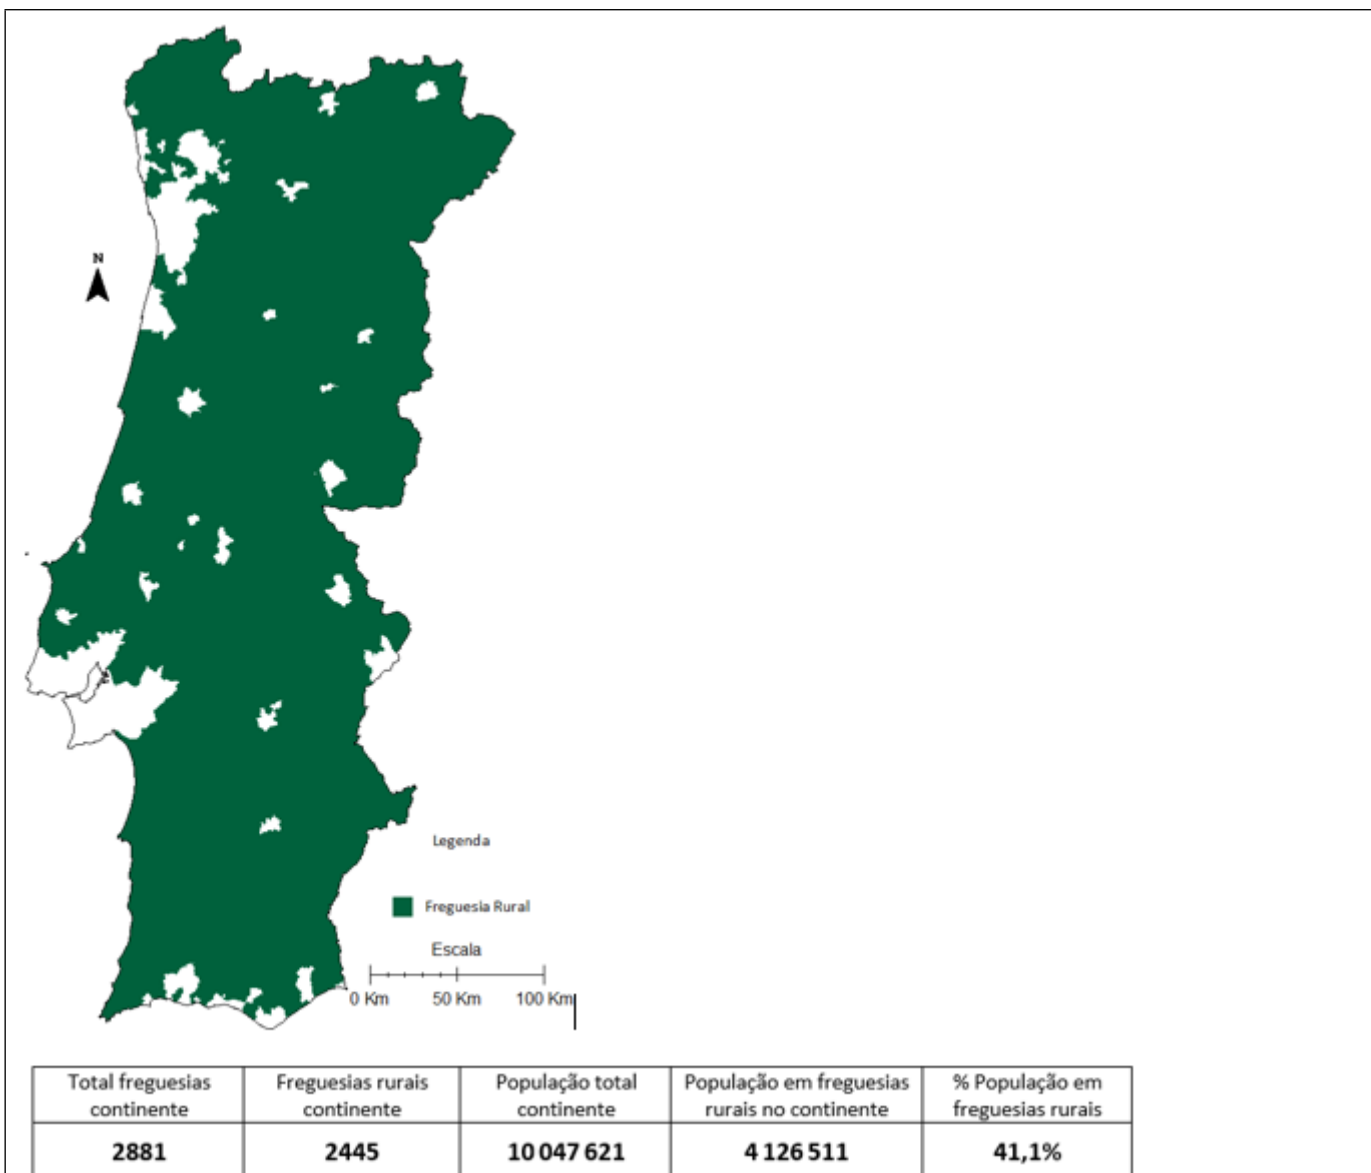 N
Legenda
Freguesia Rural
Escala
0 Km 50 Km 100 Km
Total freguesias continente
Freguesias rurais continente
População total continente
População em freguesias rurais no continente
% População em freguesias rurais
2881 2445 10 047 621 4 126 511 41,1%